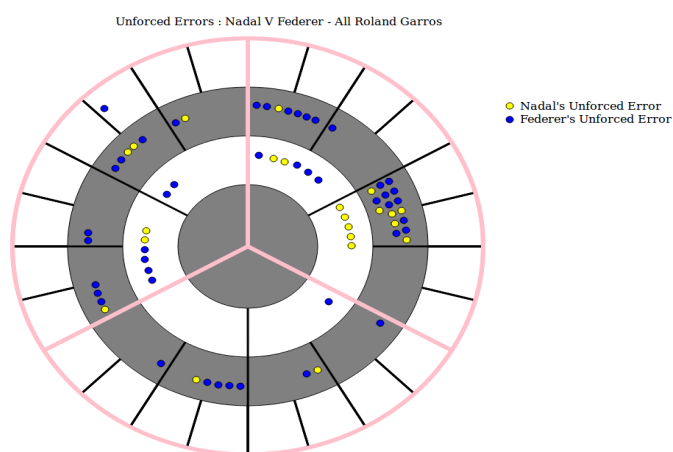 Unforced Errors : Nadal V Federer - All Roland Garros
Nadal's Unforced Error
Federer's Unforced Error